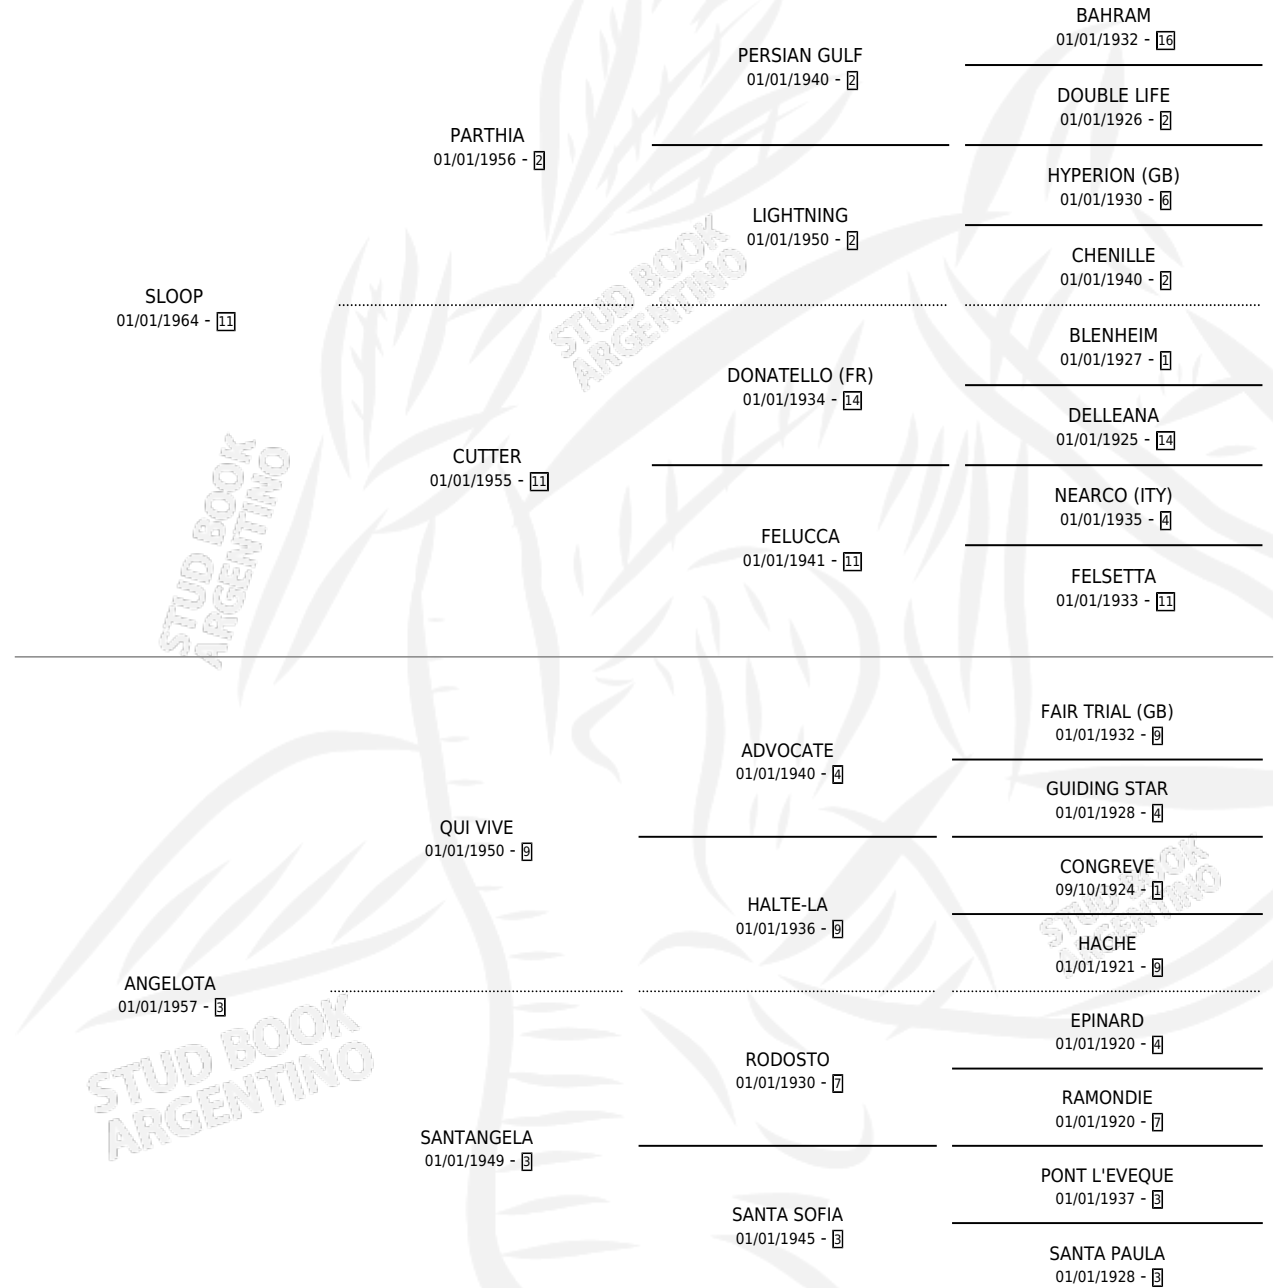 BAHRAM
01/01/1932 - 16
PERSIAN GULF
01/01/1940 - 2
DOUBLE LIFE
01/01/1926 - 2
PARTHIA
01/01/1956 - 2
HYPERION (GB)
01/01/1930 - 6
LIGHTNING
01/01/1950 - 2
CHENILLE
01/01/1940 - 2
SLOOP
01/01/1964 - 11
BLENHEIM
01/01/1927 - 1
DONATELLO (FR)
01/01/1934 - 14
DELLEANA
01/01/1925 - 14
CUTTER
01/01/1955 - 11
NEARCO (ITY)
01/01/1935 - 4
FELUCCA
01/01/1941 - 11
FELSETTA
01/01/1933 - 11
FAIR TRIAL (GB)
01/01/1932 - 9
ADVOCATE
01/01/1940 - 4
GUIDING STAR
01/01/1928 - 4
QUI VIVE
01/01/1950 - 9
CONGREVE
09/10/1924 - 1
HALTE-LA
01/01/1936 - 9
HACHE
01/01/1921 - 9
ANGELOTA
01/01/1957 - 3
EPINARD
01/01/1920 - 4
RODOSTO
01/01/1930 - 7
RAMONDIE
01/01/1920 - 7
SANTANGELA
01/01/1949 - 3
PONT L'EVEQUE
01/01/1937 - 3
SANTA SOFIA
01/01/1945 - 3
SANTA PAULA
01/01/1928 - 3
STUD BOOK
ARGENTINO
STUD BOOK
ARGENTINO
STUD BOOK
ARGENTINO
STUD BOOK
ARGENTINO